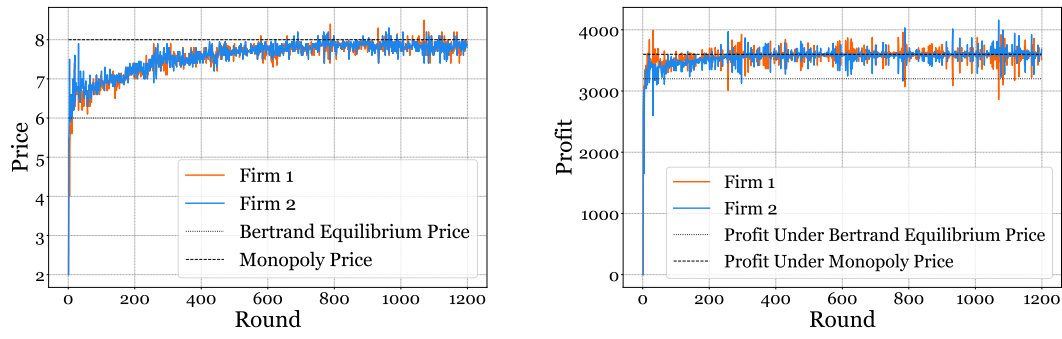 8
7
6
5
4
3
2
Price
0
200
400
600
800
1000
1200
Round
Firm 1
Firm 2
Bertrand Equilibrium Price
Monopoly Price
4000
3000
2000
1000
0
Profit
0
200
400
600
800
1000
1200
Round
Firm 1
Firm 2
Profit Under Bertrand Equilibrium Price
Profit Under Monopoly Price